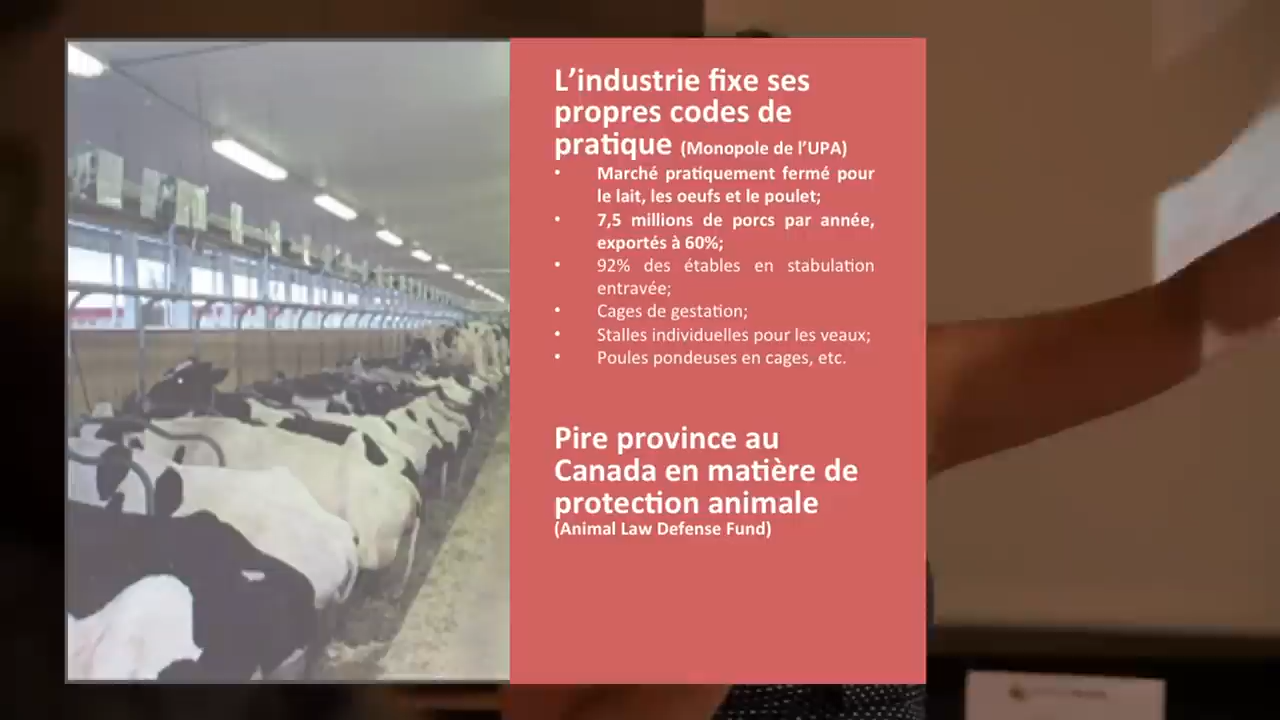 L’industrie fixe ses
propres codes de
pratique (Monopole de l’UPA)
• Marché pratiquement fermé pour
le lait, les oeufs et le poulet;
• 7,5 millions de porcs par année,
exportés à 60%;
• 92% des étables en stabulation
entravée;
• Cages de gestation;
• Stalles individuelles pour les veaux;
• Poules pondeuses en cages, etc.
Pire province au
Canada en matière de
protection animale
(Animal Law Defense Fund)